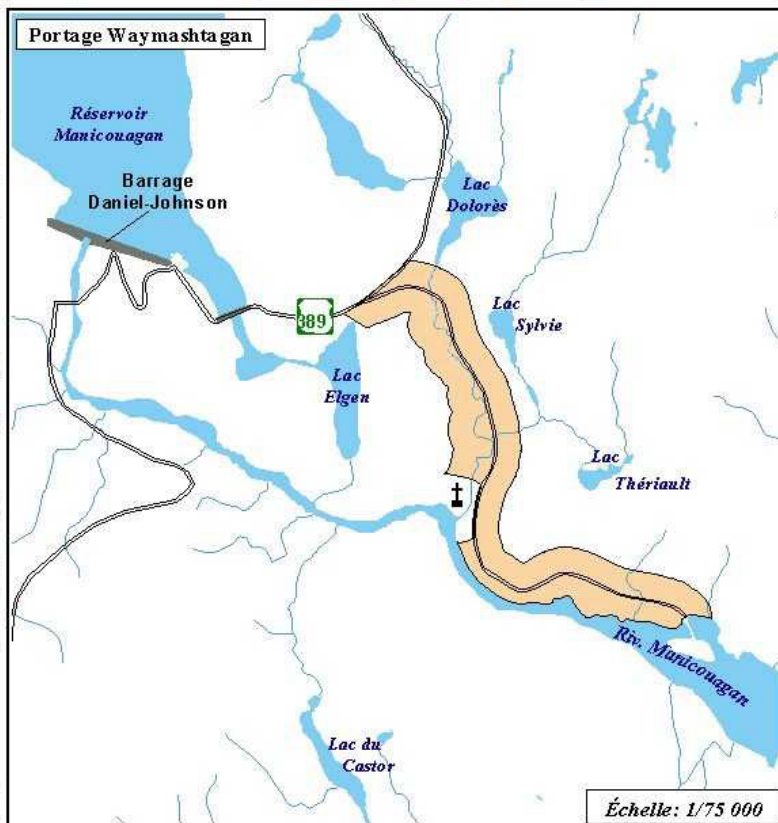 Portage Waymashtagan
Réservoir
Manicouagan
Barrage
Daniel-Johnson
Lac
Dolorès
Lac
Sylvie
389
Lac
Elgen
Lac
Thériault
Riv. Manicouagan
Lac du
Castor
Échelle: 1/75 000